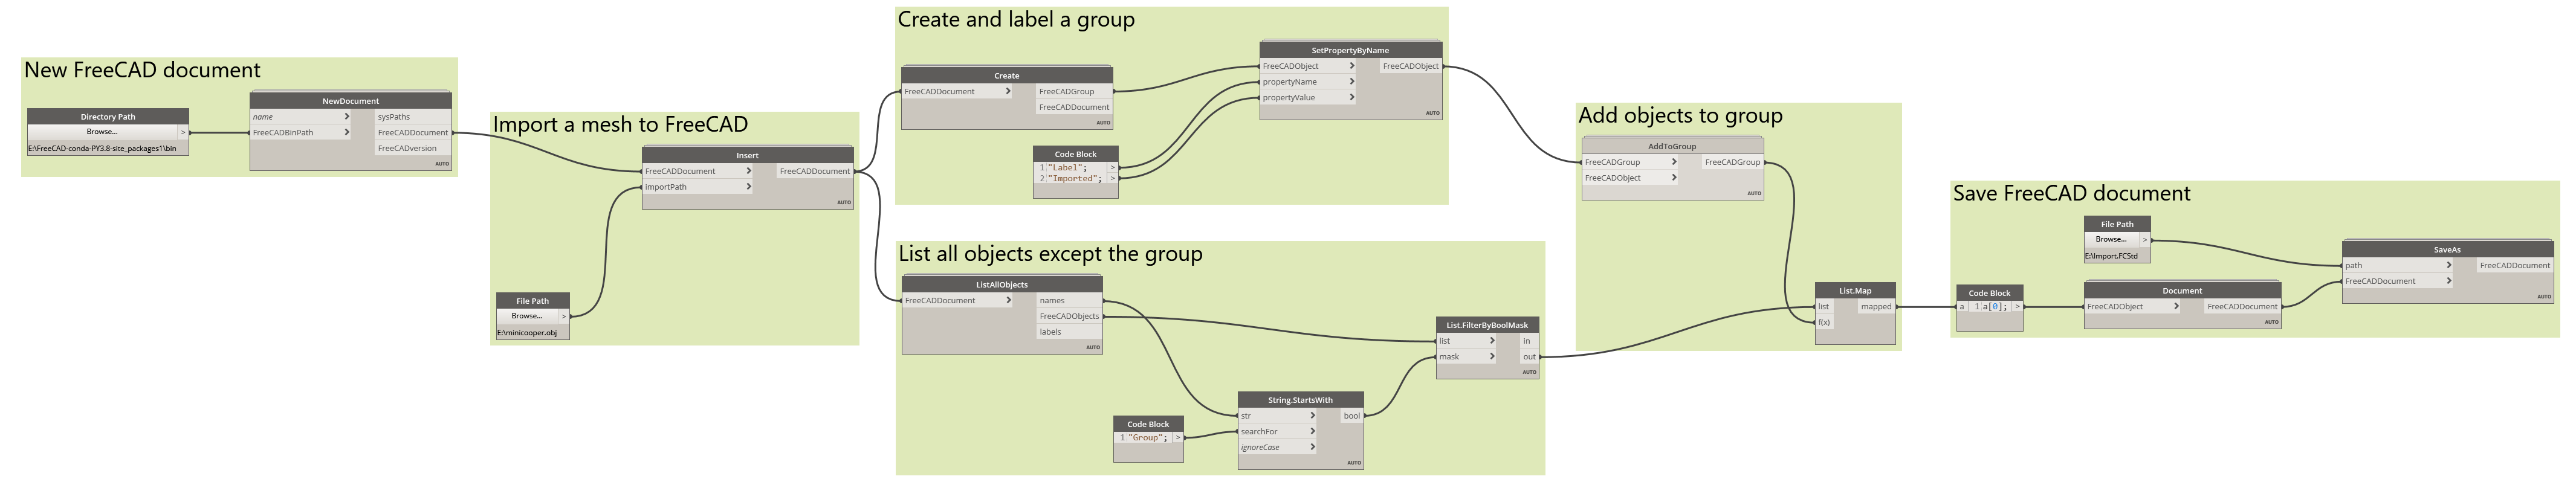 New FreeCAD document
Directory Path
Browse...
>
E:\FreeCAD-conda-PY3.8-site_packages1\bin
NewDocument
name
FreeCADBinPath
sysPaths
FreeCADDocument
FreeCADversion
AUTO
Import a mesh to FreeCAD
Insert
FreeCADDocument
importPath
FreeCADDocument
AUTO
File Path
Browse...
>
E:\minicooper.obj
Create and label a group
Create
FreeCADDocument
FreeCADGroup
FreeCADDocument
AUTO
Code Block
1 "Label"; >
2 "Imported"; >
SetPropertyByName
FreeCADObject
propertyName
propertyValue
FreeCADObject
AUTO
List all objects except the group
ListAllObjects
FreeCADDocument
names
FreeCADObjects
labels
AUTO
Code Block
1 "Group"; >
String.StartsWith
str
searchFor
ignoreCase
bool
AUTO
List.FilterByBoolMask
list
mask
in
out
AUTO
Add objects to group
AddToGroup
FreeCADGroup
FreeCADObject
FreeCADGroup
AUTO
List.Map
list
f(x)
mapped
Save FreeCAD document
File Path
Browse...
>
E:\Import.FCStd
Code Block
a 1 a[0]; >
Document
FreeCADObject
FreeCADDocument
AUTO
SaveAs
path
FreeCADDocument
FreeCADDocument
AUTO